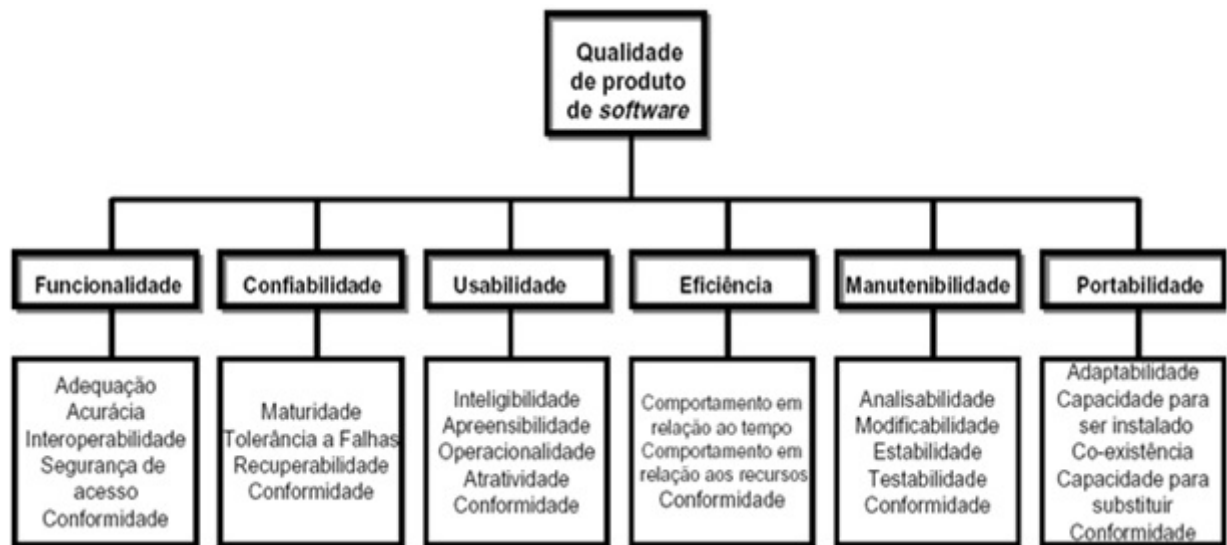 Qualidade
de produto
de software
Funcionalidade
Confiabilidade
Usabilidade
Eficiência
Manutenibilidade
Portabilidade
Adequação
Acurácia
Interoperabilidade
Segurança de
acesso
Conformidade
Maturidade
Tolerância a Falhas
Recuperabilidade
Conformidade
Inteligibilidade
Apreensibilidade
Operacionalidade
Atratividade
Conformidade
Comportamento em
relação ao tempo
Comportamento em
relação aos recursos
Conformidade
Analisabilidade
Modificabilidade
Estabilidade
Testabilidade
Conformidade
Adaptabilidade
Capacidade para
ser instalado
Co-existência
Capacidade para
substituir
Conformidade